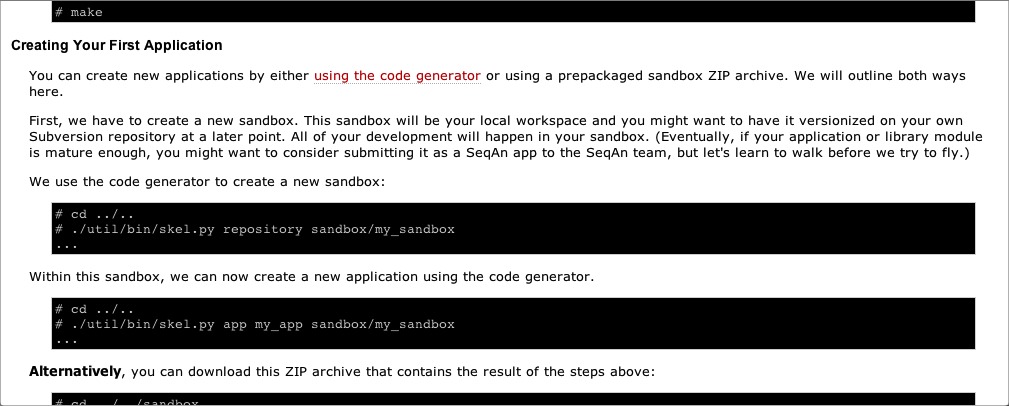 # make
Creating Your First Application
You can create new applications by either using the code generator or using a prepackaged sandbox ZIP archive. We will outline both ways
here.
First, we have to create a new sandbox. This sandbox will be your local workspace and you might want to have it versionized on your own
Subversion repository at a later point. All of your development will happen in your sandbox. (Eventually, if your application or library module
is mature enough, you might want to consider submitting it as a SeqAn app to the SeqAn team, but let's learn to walk before we try to fly.)
We use the code generator to create a new sandbox:
# cd ../..
# ./util/bin/skel.py repository sandbox/my_sandbox
...
Within this sandbox, we can now create a new application using the code generator.
# cd ../..
# ./util/bin/skel.py app my_app sandbox/my_sandbox
...
Alternatively, you can download this ZIP archive that contains the result of the steps above:
# cd ../../sandbox